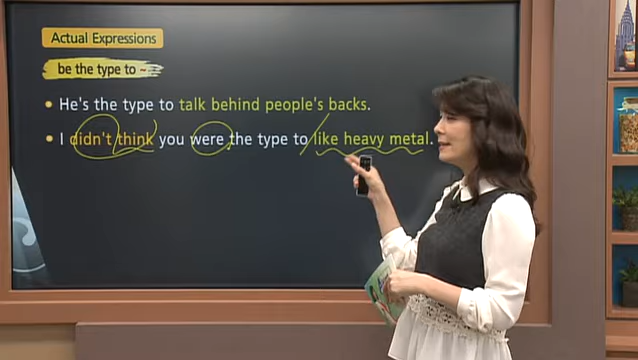 Actual Expressions
be the type to ~
He's the type to talk behind people's backs.
I didn't think you were the type to like heavy metal.